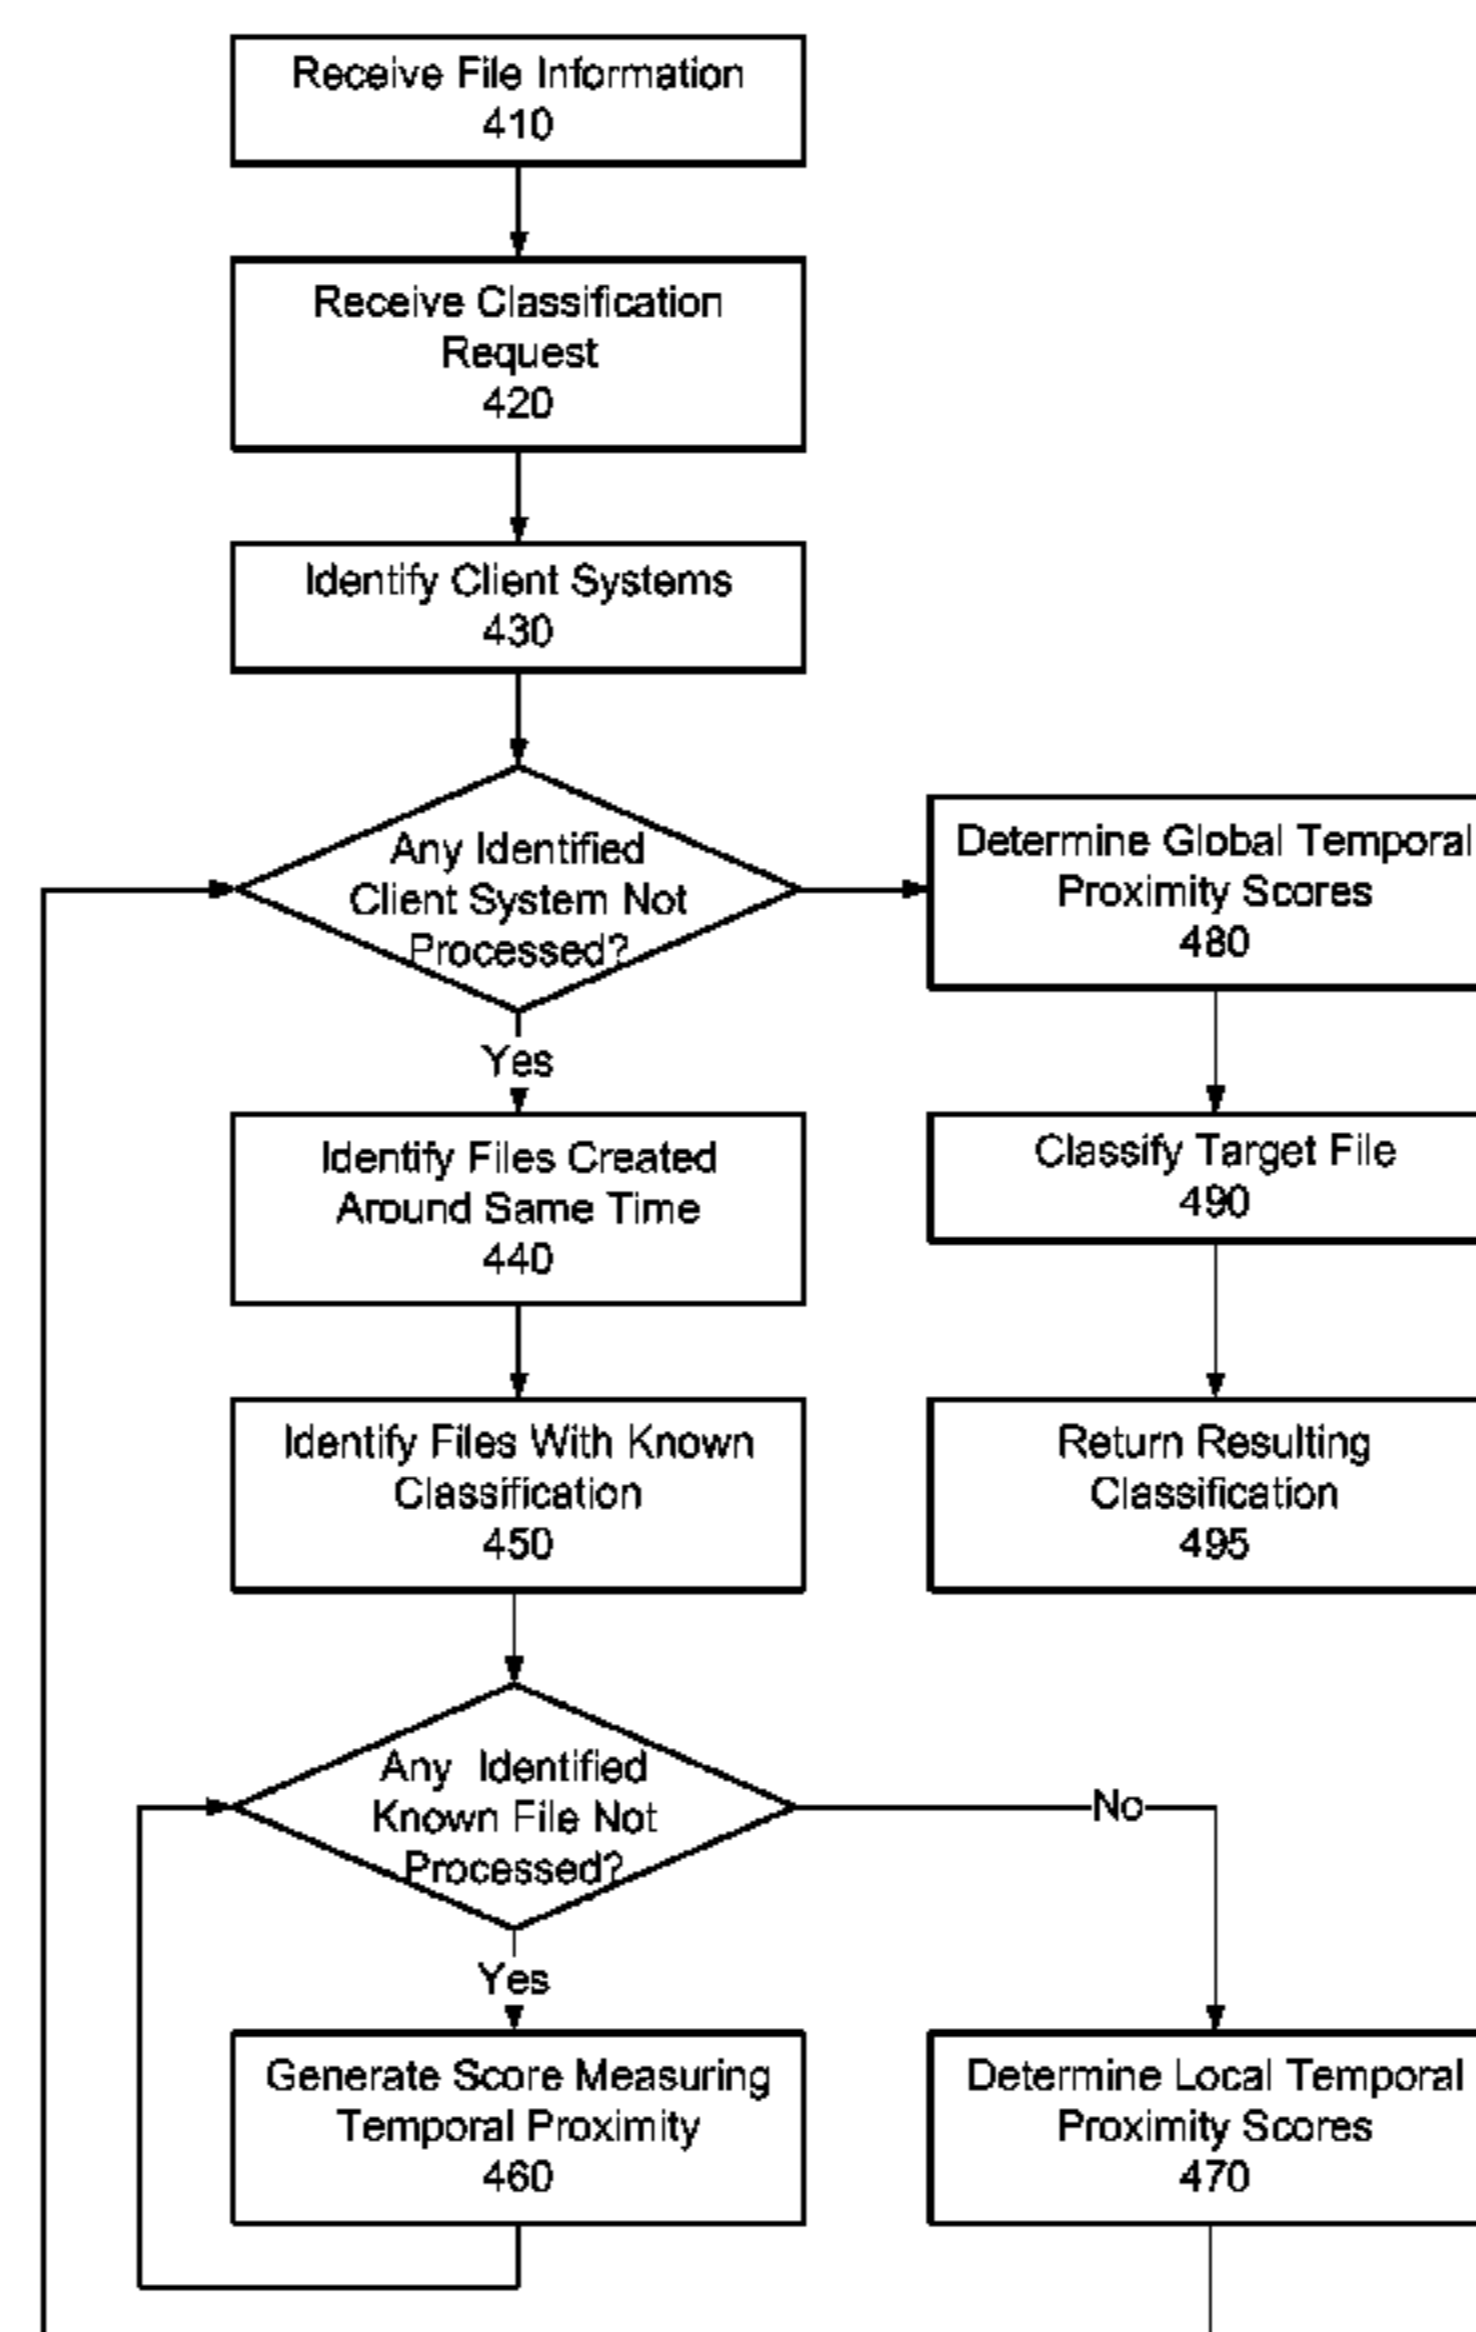 Receive File Information
410
Receive Classification
Request
420
Identify Client Systems
430
Any Identified
Client System Not
Processed?
Determine Global Temporal
Proximity Scores
480
Yes
Identify Files Created
Around Same Time
440
Classify Target File
490
Identify Files With Known
Classification
450
Return Resulting
Classification
495
Any Identified
Known File Not
Processed?
No
Yes
Generate Score Measuring
Temporal Proximity
460
Determine Local Temporal
Proximity Scores
470